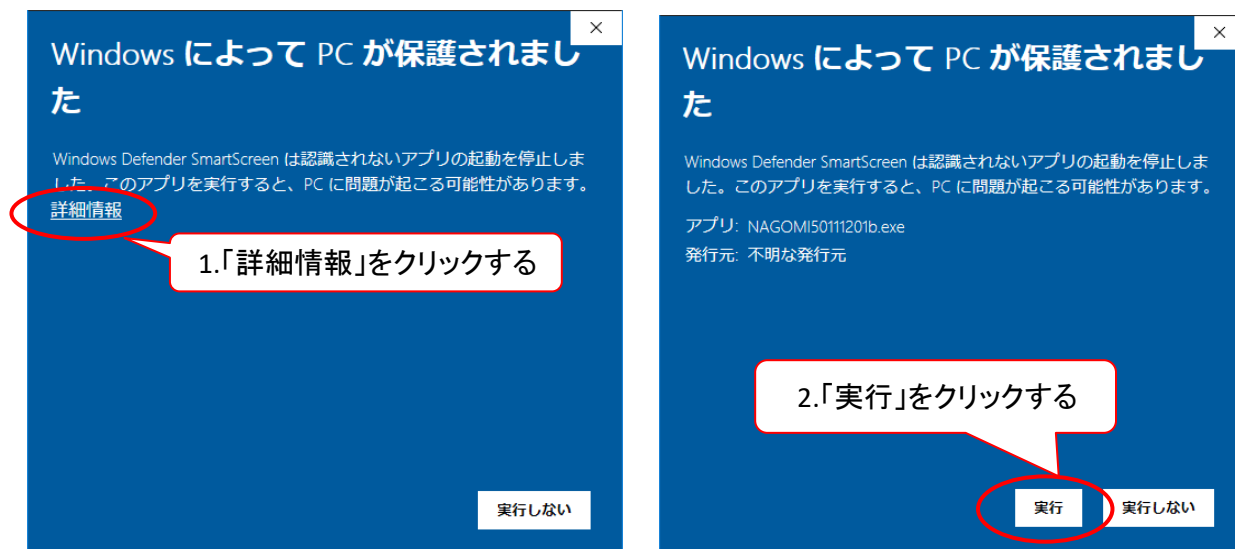 Windows によって PC が保護されまし
た
Windows Defender SmartScreen は認識されないアプリの起動を停止しま
した。このアプリを実行すると、PC に問題が起こる可能性があります。
詳細情報
1.「詳細情報」をクリックする
実行しない
Windows によって PC が保護されまし
た
Windows Defender SmartScreen は認識されないアプリの起動を停止しま
した。このアプリを実行すると、PC に問題が起こる可能性があります。
アプリ: NAGOMI50111201b.exe
発行元: 不明な発行元
2.「実行」をクリックする
実行
実行しない